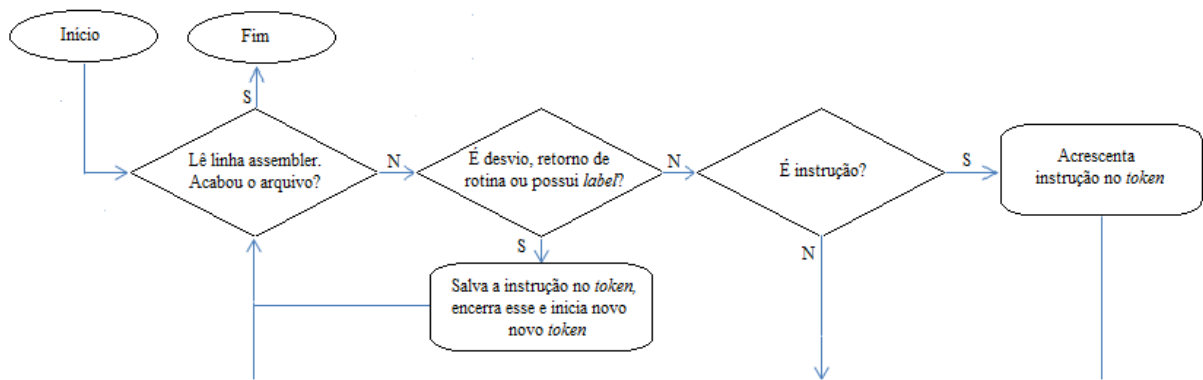 Início
Fim
S
Lê linha assembler.
Acabou o arquivo?
N
É desvio, retorno de
rotina ou possui label?
N
É instrução?
S
Acrescenta
instrução no token
S
N
Salva a instrução no token,
encerra esse e inicia novo
novo token